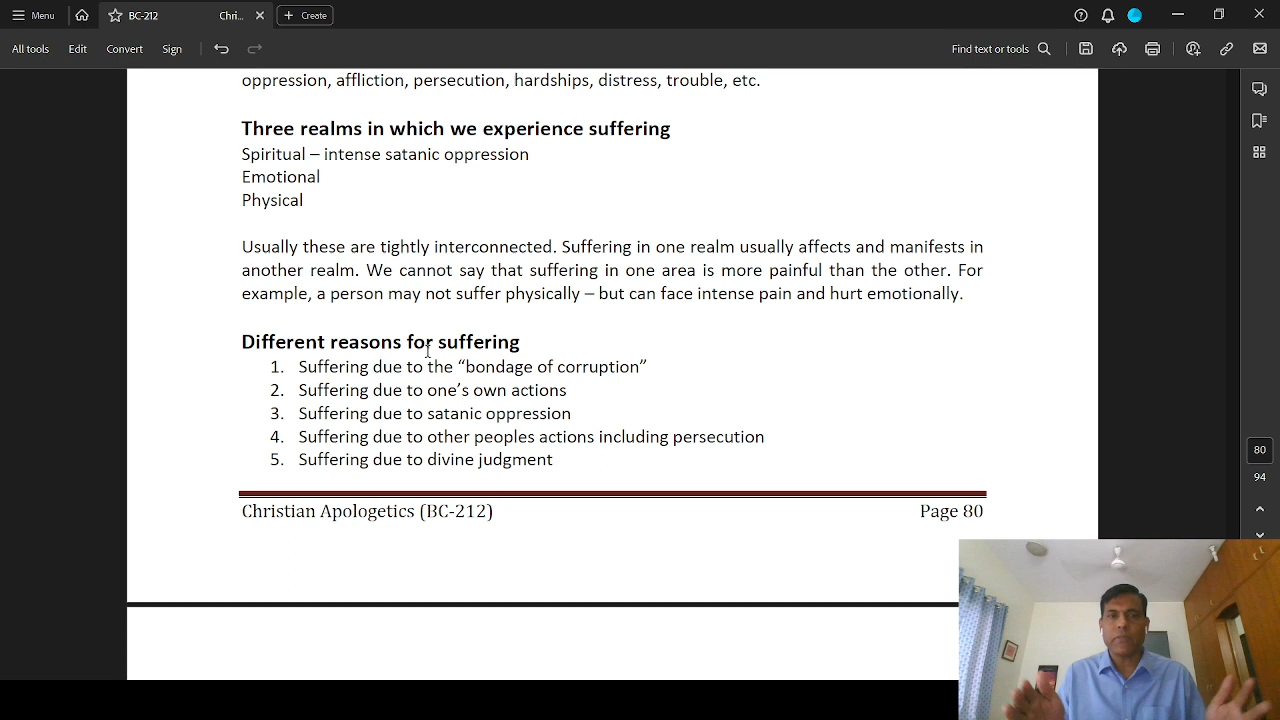 Menu
BC-212 Chri...
Create
All tools Edit Convert Sign
Find text or tools
oppression, affliction, persecution, hardships, distress, trouble, etc.
Three realms in which we experience suffering
Spiritual – intense satanic oppression
Emotional
Physical
Usually these are tightly interconnected. Suffering in one realm usually affects and manifests in
another realm. We cannot say that suffering in one area is more painful than the other. For
example, a person may not suffer physically – but can face intense pain and hurt emotionally.
Different reasons for suffering
1. Suffering due to the “bondage of corruption”
2. Suffering due to one’s own actions
3. Suffering due to satanic oppression
4. Suffering due to other peoples actions including persecution
5. Suffering due to divine judgment
Christian Apologetics (BC-212) Page 80
80
94